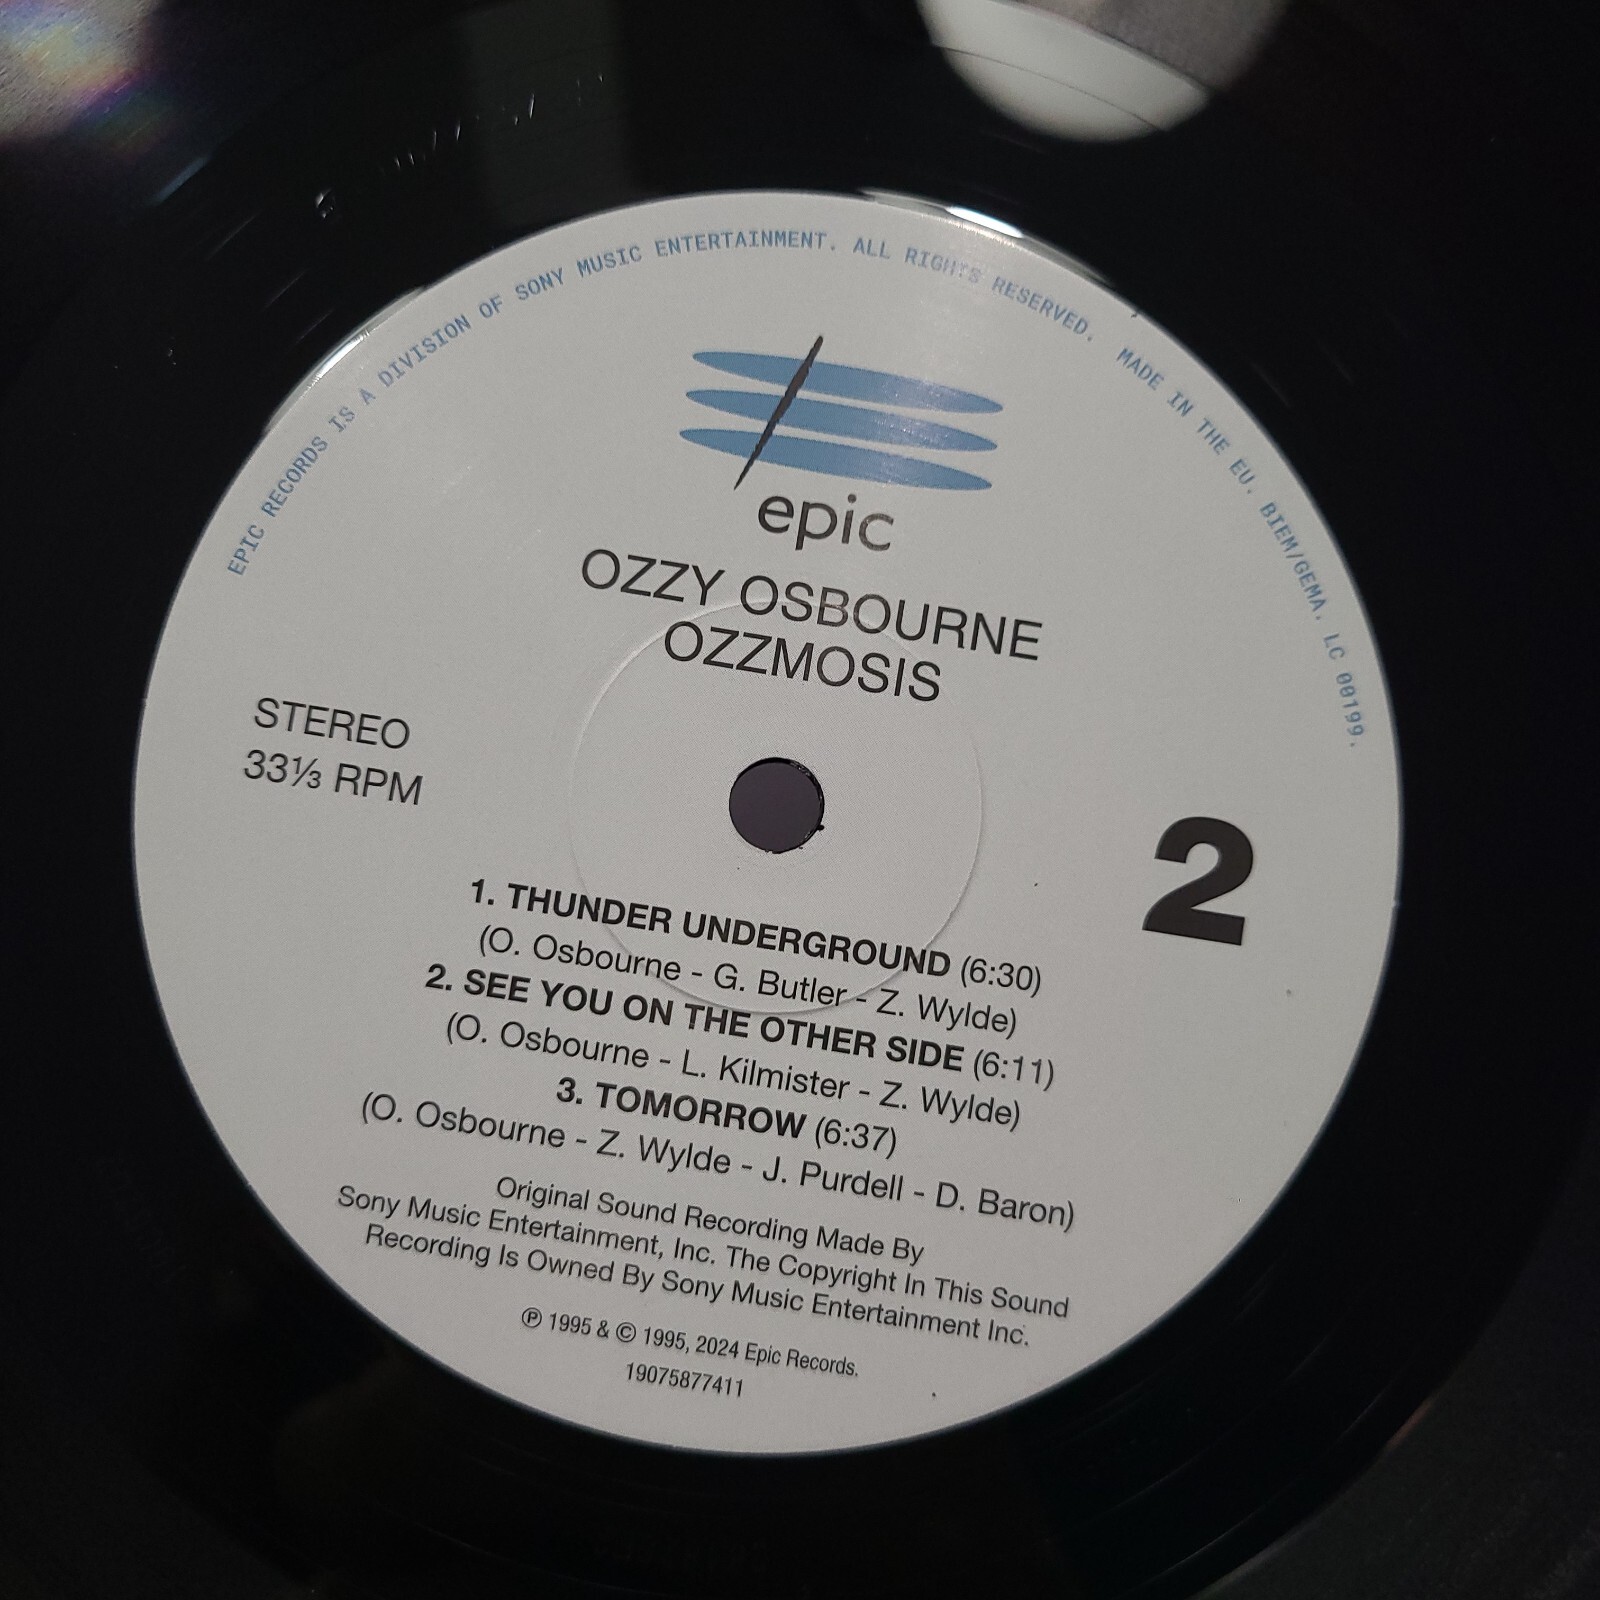 EPIC RECORDS IS A DIVISION OF SONY MUSIC ENTERTAINMENT. ALL RIGHTS RESERVED. MADE IN THE EU. BIEM/GEMA. LC 00199.
epic
OZZY OSBOURNE
OZZMOSIS
STEREO
33⅓ RPM
2
1. THUNDER UNDERGROUND (6:30)
(O. Osbourne - G. Butler - Z. Wylde)
2. SEE YOU ON THE OTHER SIDE (6:11)
(O. Osbourne - L. Kilmister - Z. Wylde)
3. TOMORROW (6:37)
(O. Osbourne - Z. Wylde - J. Purdell - D. Baron)
Original Sound Recording Made By
Sony Music Entertainment, Inc. The Copyright In This Sound
Recording Is Owned By Sony Music Entertainment Inc.
℗ 1995 & © 1995, 2024 Epic Records.
19075877411